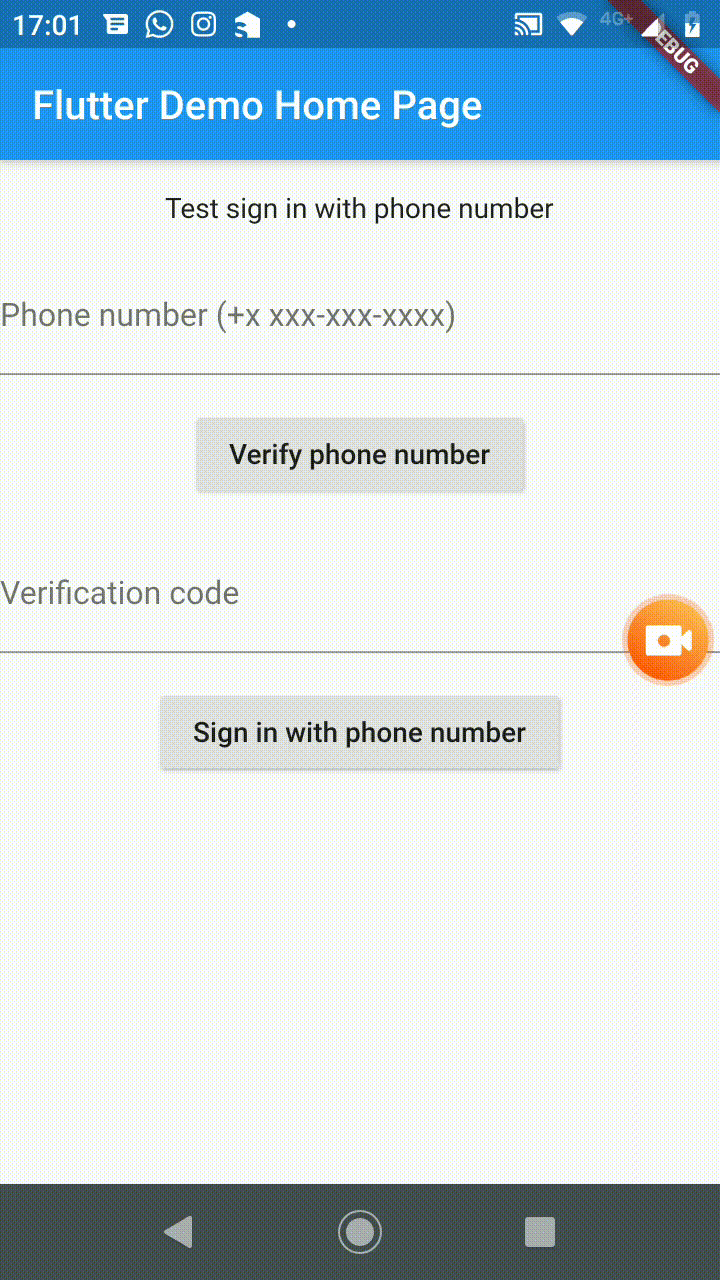 17:01 4G+
EBUG
Flutter Demo Home Page
Test sign in with phone number
Phone number (+x xxx-xxx-xxxx)
Verify phone number
Verification code
Sign in with phone number